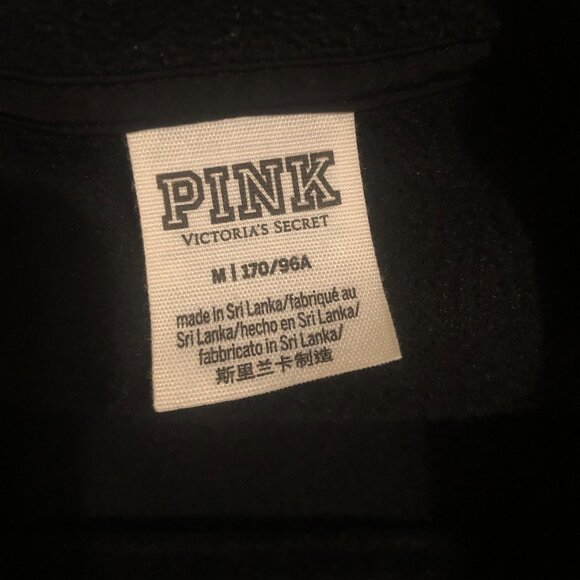 PINK
VICTORIA'S SECRET
M | 170/96A
made in Sri Lanka/fabriqué au
Sri Lanka/hecho en Sri Lanka/
fabbricato in Sri Lanka/
斯里兰卡制造